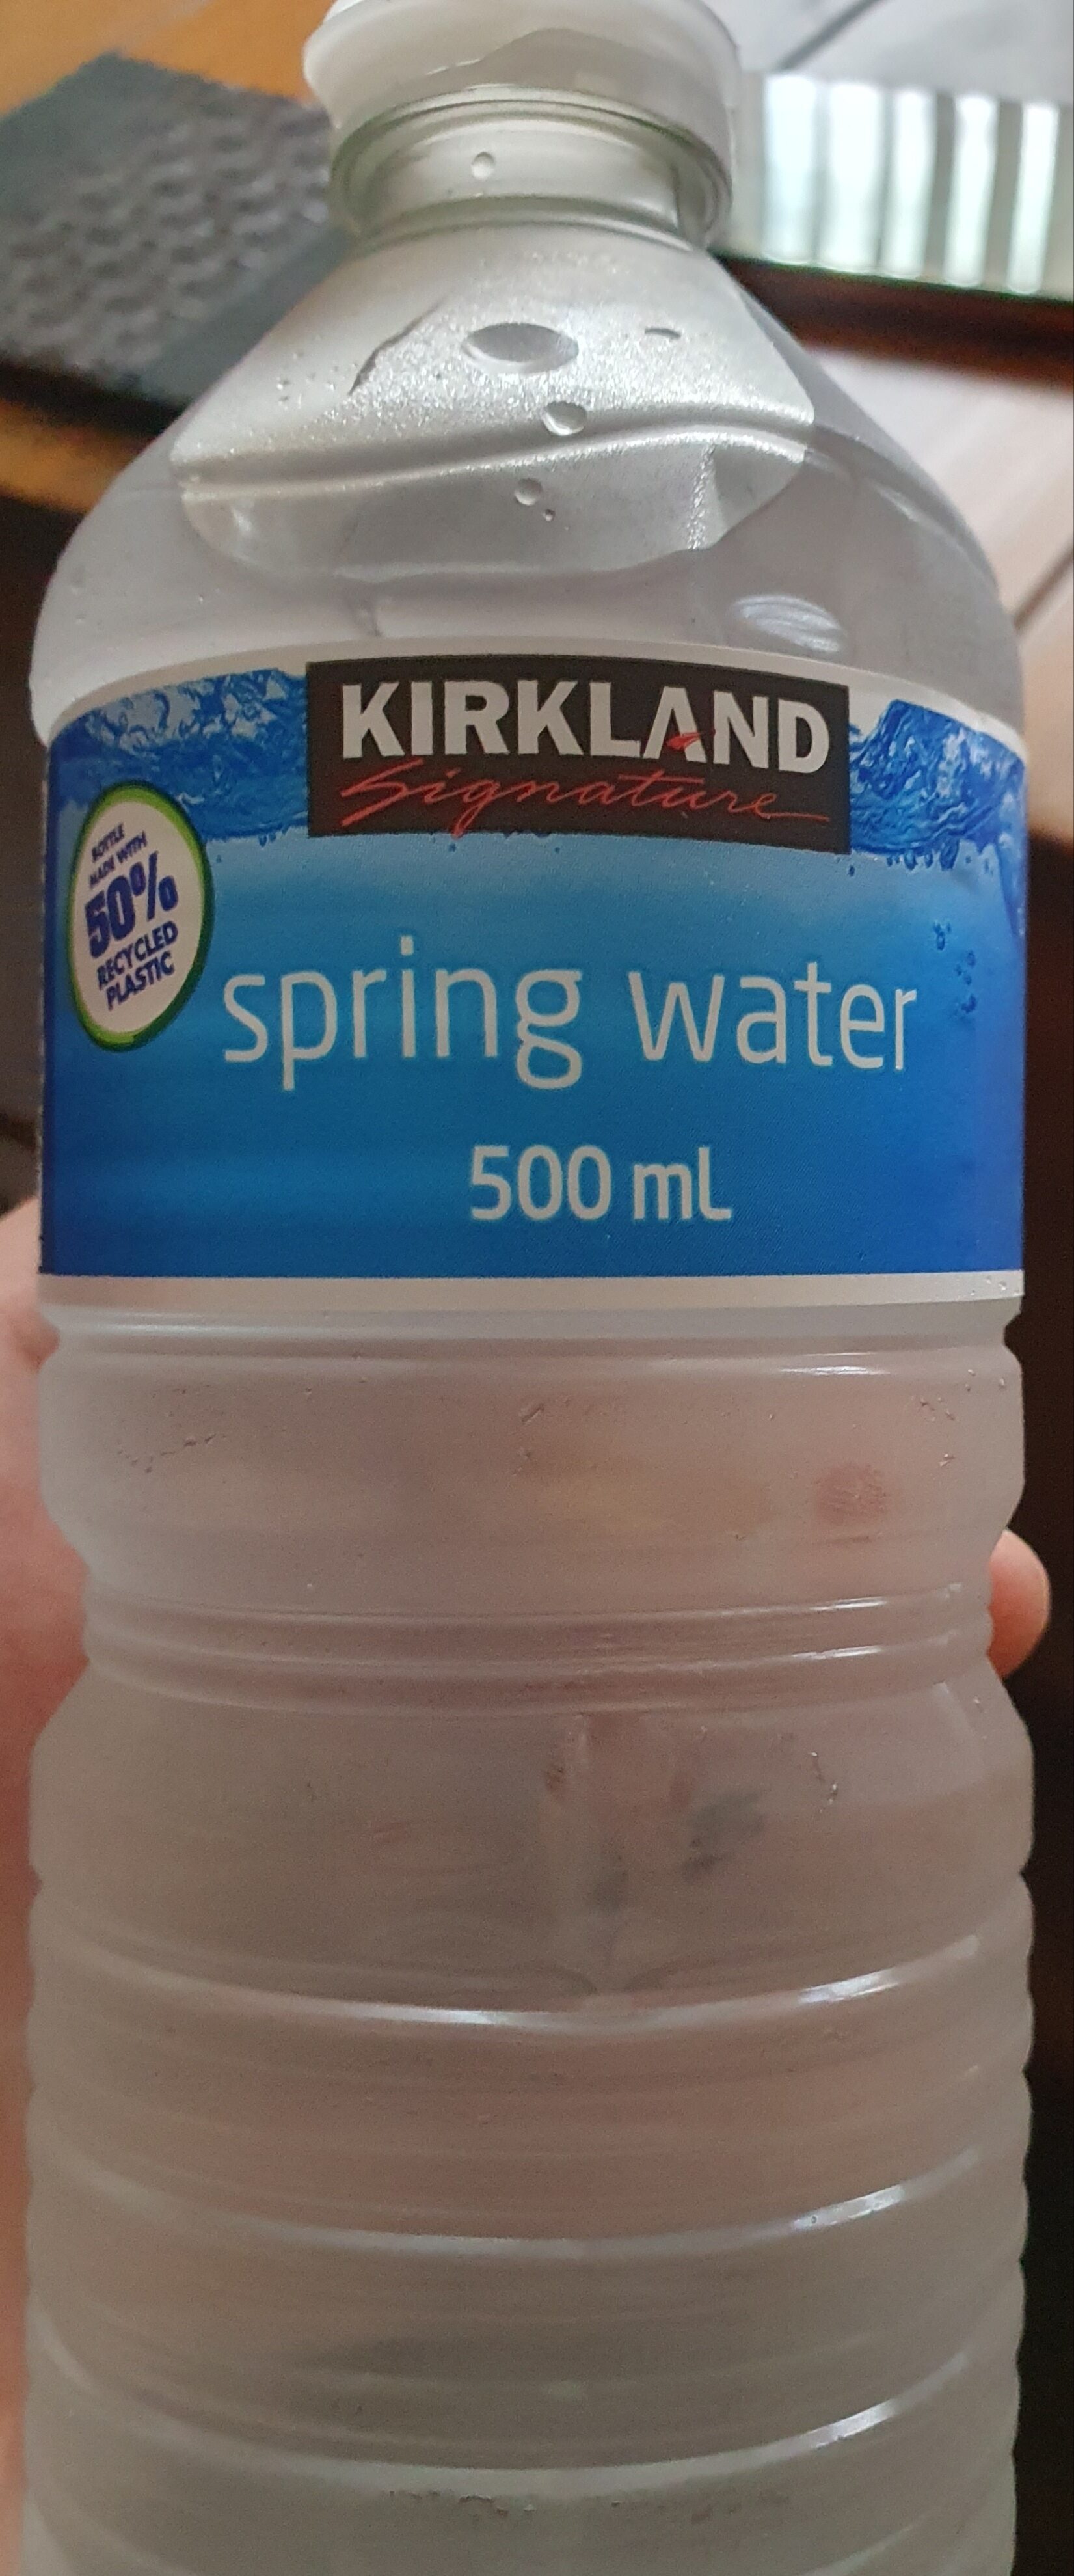 KIRKLAND
Signature
BOTTLE
MADE WITH
50%
RECYCLED
PLASTIC
spring water
500 mL